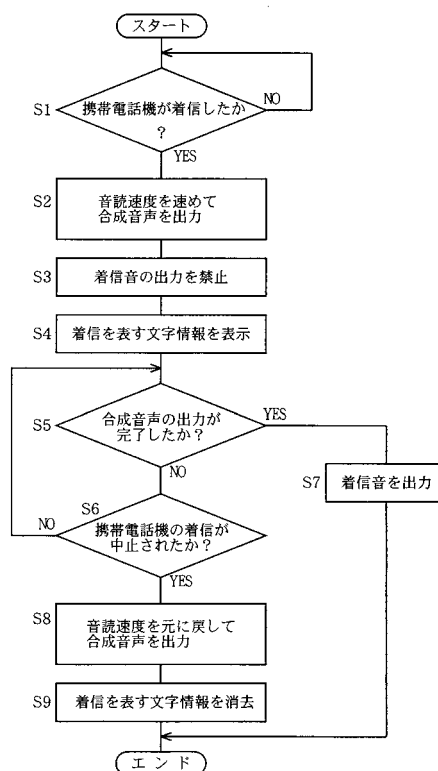 スタート
S1
携帯電話機が着信したか
?
NO
YES
S2
音読速度を速めて
合成音声を出力
S3
着信音の出力を禁止
S4
着信を表す文字情報を表示
S5
合成音声の出力が
完了したか?
YES
NO
S7
着信音を出力
S6
携帯電話機の着信が
中止されたか?
NO
YES
S8
音読速度を元に戻して
合成音声を出力
S9
着信を表す文字情報を消去
エンド